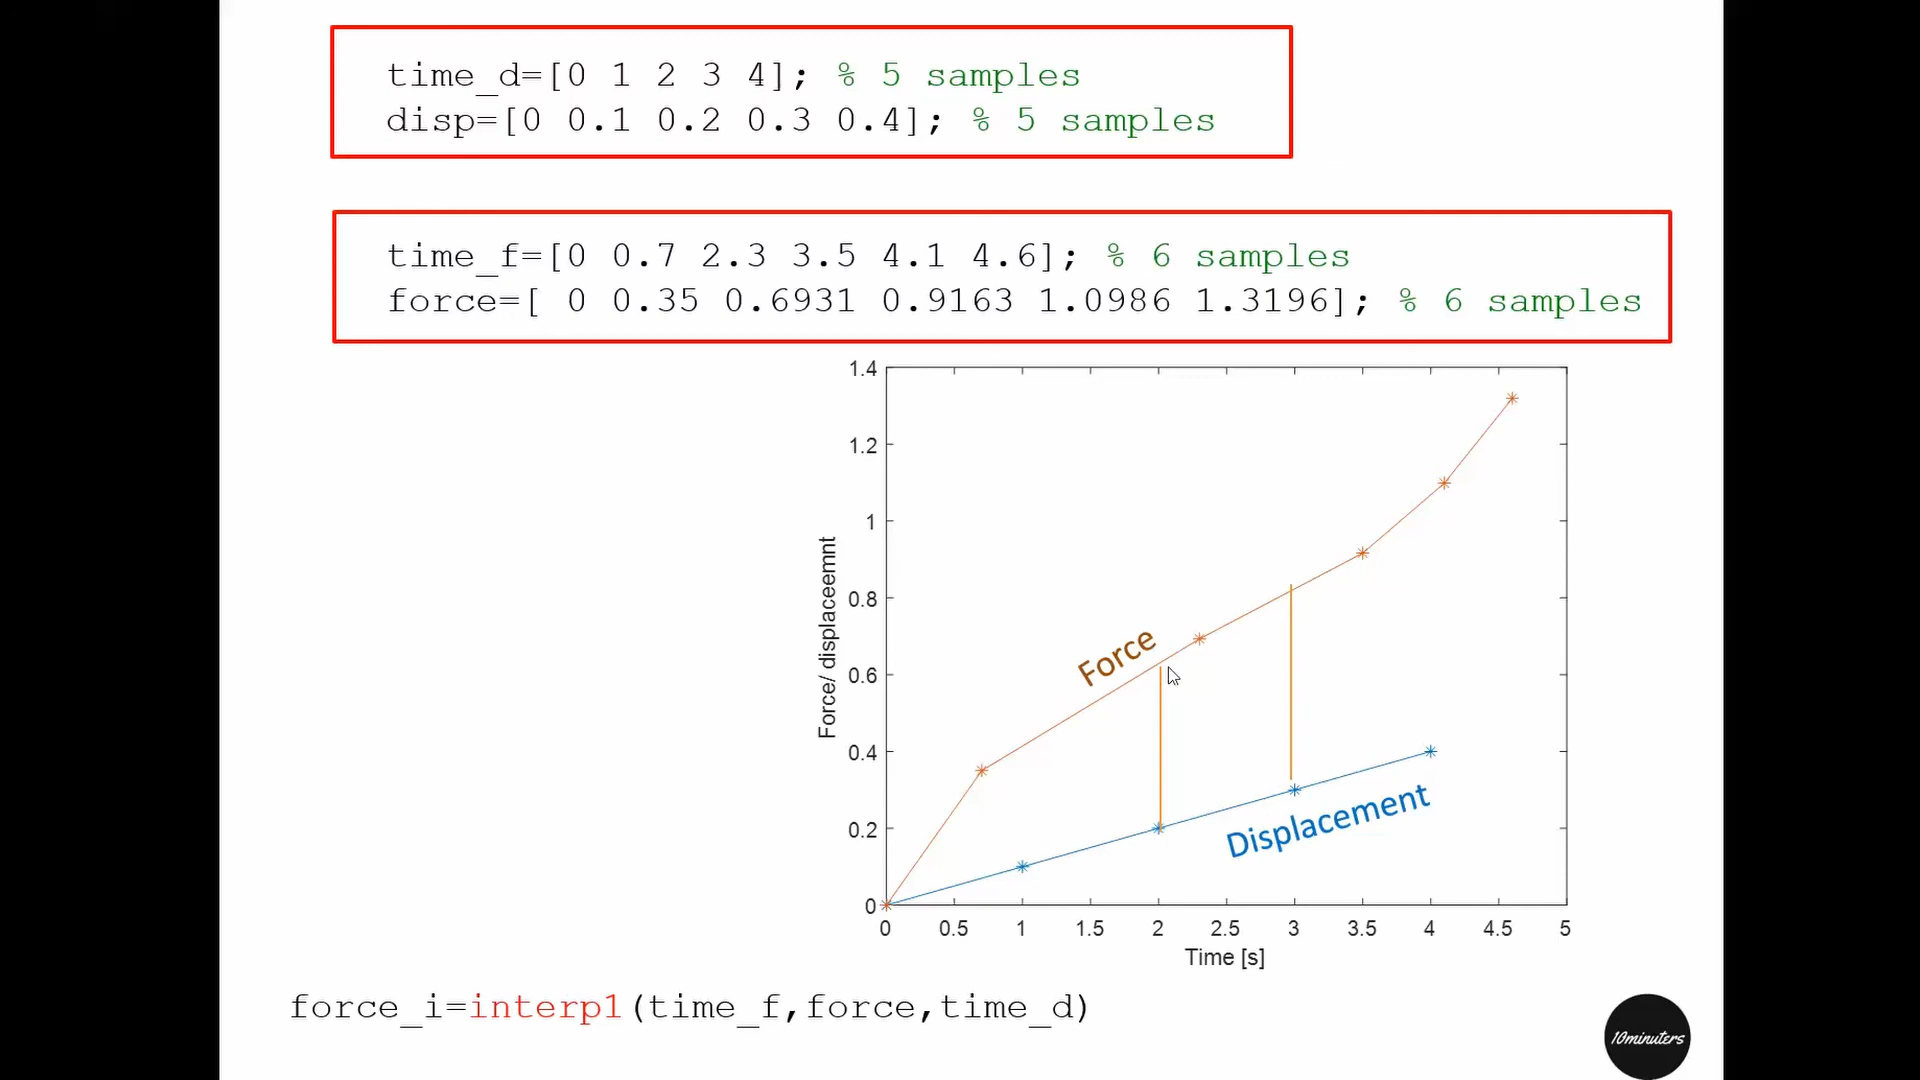 time_d=[0 1 2 3 4]; % 5 samples
disp=[0 0.1 0.2 0.3 0.4]; % 5 samples
time_f=[0 0.7 2.3 3.5 4.1 4.6]; % 6 samples
force=[ 0 0.35 0.6931 0.9163 1.0986 1.3196]; % 6 samples
1.4
1.2
1
0.8
0.6
0.4
0.2
0
Force/ displaceemnt
Force
Displacement
0 0.5 1 1.5 2 2.5 3 3.5 4 4.5 5
Time [s]
force_i=interp1(time_f,force,time_d)
10minuters